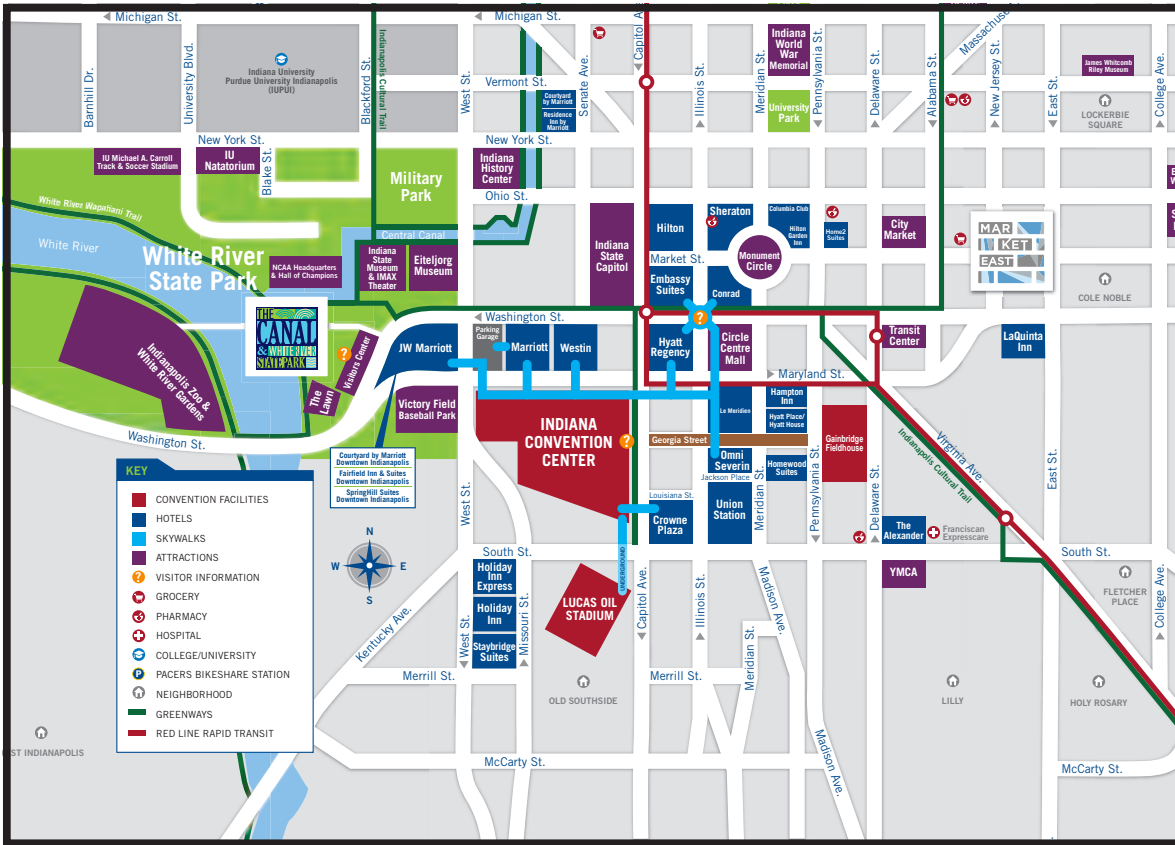 Michigan St.
Michigan St.
Capitol Av
Massachuse
Barnhill Dr.
University Blvd.
Indiana University
Purdue University Indianapolis
(IUPUI)
Blackford St.
Indianapolis Cultural Trail
West St.
Vermont St.
Courtyard
by Marriott
Residence
Inn by
Marriott
Senate Ave.
Illinois St.
Meridian St.
Indiana
World
War
Memorial
University
Park
Pennsylvania St.
Delaware St.
Alabama St.
New Jersey St.
East St.
James Whitcomb
Riley Museum
LOCKERBIE
SQUARE
College Ave.
New York St.
New York St.
IU Michael A. Carroll
Track & Soccer Stadium
IU
Natatorium
Blake St.
Military
Park
Indiana
History
Center
Ohio St.
White River Wapahani Trail
White River
White River
State Park
Central Canal
NCAA Headquarters
& Hall of Champions
Indiana
State
Museum
& IMAX
Theater
Eiteljorg
Museum
Indiana
State
Capitol
Hilton
Sheraton
Columbia Club
Hilton
Garden
Inn
Home2
Suites
City
Market
MAR
KET
EAST
Market St.
Monument
Circle
Embassy
Suites
Conrad
COLE NOBLE
THE
CANAL
& WHITE RIVER
STATE PARK
Washington St.
Parking
Garage
JW Marriott
Marriott
Westin
Hyatt
Regency
Circle
Centre
Mall
Transit
Center
LaQuinta
Inn
Indianapolis Zoo &
White River Gardens
Visitors Center
The
Lawn
Maryland St.
Victory Field
Baseball Park
INDIANA
CONVENTION
CENTER
Le Meridien
Hampton
Inn
Hyatt Place/
Hyatt House
Gainbridge
Fieldhouse
Georgia Street
Washington St.
Courtyard by Marriott
Downtown Indianapolis
Fairfield Inn & Suites
Downtown Indianapolis
SpringHill Suites
Downtown Indianapolis
Omni
Severin
Homewood
Suites
Jackson Place
Virginia Ave.
Indianapolis Cultural Trail
East St.
West St.
Louisiana St.
Crowne
Plaza
Union
Station
Meridian St.
Pennsylvania St.
Delaware St.
The
Alexander
Franciscan
Expresscare
KEY
CONVENTION FACILITIES
HOTELS
SKYWALKS
ATTRACTIONS
VISITOR INFORMATION
GROCERY
PHARMACY
HOSPITAL
COLLEGE/UNIVERSITY
P
PACERS BIKESHARE STATION
NEIGHBORHOOD
GREENWAYS
RED LINE RAPID TRANSIT
N
W
E
S
South St.
South St.
UNDERGROUND
Holiday
Inn
Express
Holiday
Inn
Staybridge
Suites
LUCAS OIL
STADIUM
YMCA
FLETCHER
PLACE
Kentucky Ave.
West St.
Missouri St.
Capitol Ave.
Illinois St.
Madison Ave.
Meridian St.
College Ave.
Merrill St.
Merrill St.
OLD SOUTHSIDE
LILLY
HOLY ROSARY
ST INDIANAPOLIS
McCarty St.
Madison Ave.
McCarty St.